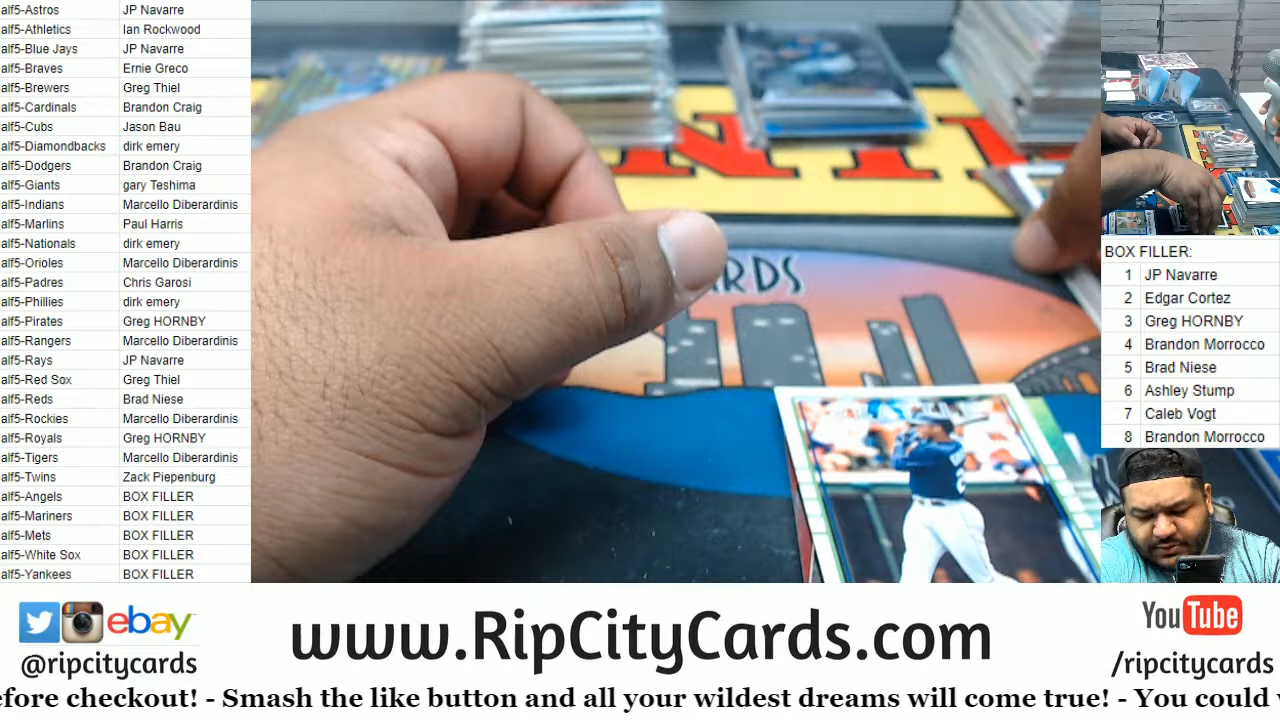 alf5-Astros JP Navarre
alf5-Athletics Ian Rockwood
alf5-Blue Jays JP Navarre
alf5-Braves Ernie Greco
alf5-Brewers Greg Thiel
alf5-Cardinals Brandon Craig
alf5-Cubs Jason Bau
alf5-Diamondbacks dirk emery
alf5-Dodgers Brandon Craig
alf5-Giants gary Teshima
alf5-Indians Marcello Diberardinis
alf5-Marlins Paul Harris
alf5-Nationals dirk emery
alf5-Orioles Marcello Diberardinis
alf5-Padres Chris Garosi
alf5-Phillies dirk emery
alf5-Pirates Greg HORNBY
alf5-Rangers Marcello Diberardinis
alf5-Rays JP Navarre
alf5-Red Sox Greg Thiel
alf5-Reds Brad Niese
alf5-Rockies Marcello Diberardinis
alf5-Royals Greg HORNBY
alf5-Tigers Marcello Diberardinis
alf5-Twins Zack Piepenburg
alf5-Angels BOX FILLER
alf5-Mariners BOX FILLER
alf5-Mets BOX FILLER
alf5-White Sox BOX FILLER
alf5-Yankees BOX FILLER
ARDS
BOX FILLER:
1 JP Navarre
2 Edgar Cortez
3 Greg HORNBY
4 Brandon Morrocco
5 Brad Niese
6 Ashley Stump
7 Caleb Vogt
8 Brandon Morrocco
ebay
@ripcitycards
www.RipCityCards.com
YouTube
/ripcitycards
efore checkout! - Smash the like button and all your wildest dreams will come true! - You could